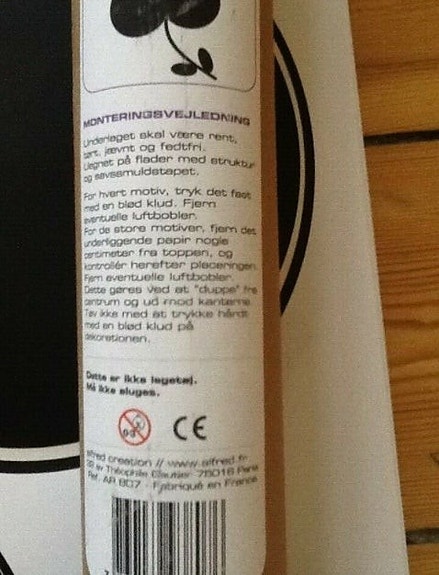 MONTERINGSVEJLEDNING
Underlaget skal være rent,
tørt, jævnt og fedtfri.
Uegnet på flader med struktur
og savsmuldstapet.
For hvert motiv, tryk det fast
med en blød klud. Fjern
eventuelle luftbobler.
For de store motiver, fjern det
underliggende papir nogle
centimeter fra toppen, og
kontrollér herefter placeringen.
Fjern eventuelle luftbobler.
Dette gøres ved at "duppe" fra
centrum og ud mod kanterne.
Tøv ikke med at trykke hårdt
med en blød klud på
dekorationen.
Dette er ikke legetøj.
Må ikke sluges.
0-3
CE
alfred creation // www.alfred.fr
av Théophile Gautier 75016 Paris
Ref. AR 807 - Fabriqué en France